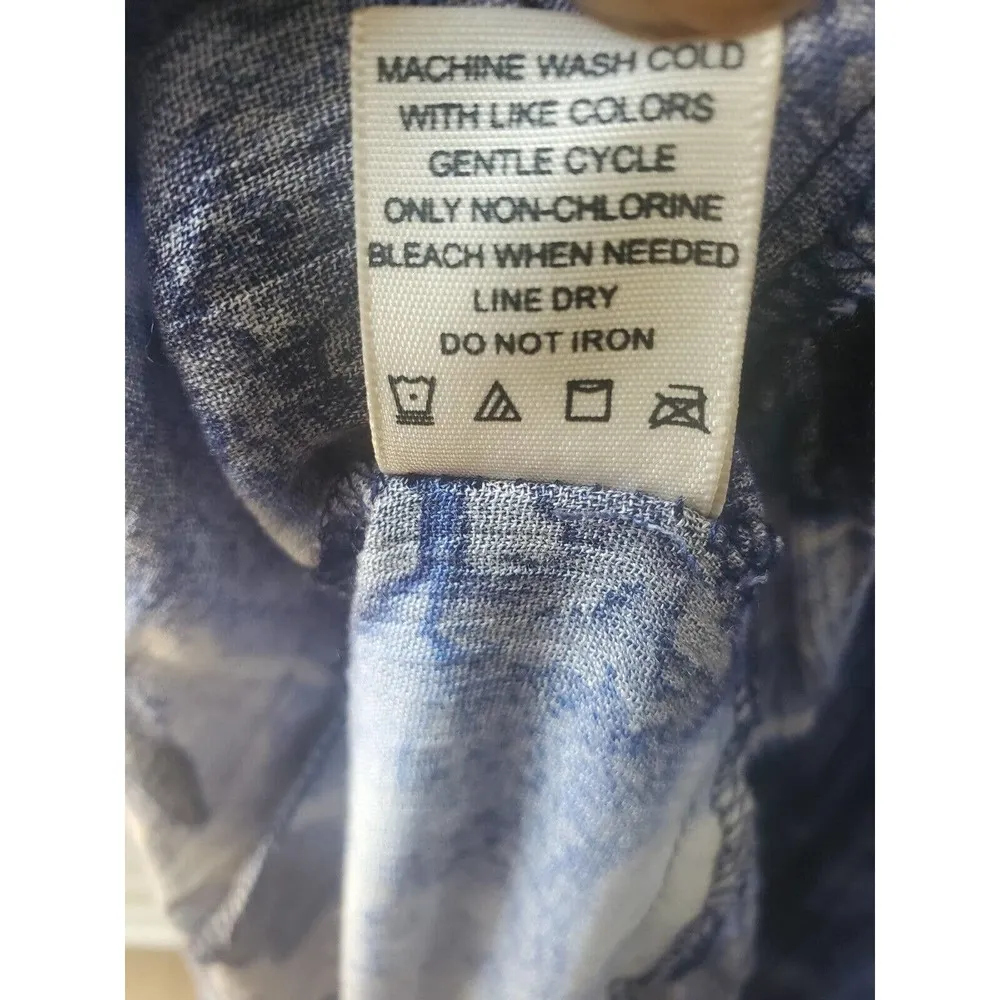 MACHINE WASH COLD
WITH LIKE COLORS
GENTLE CYCLE
ONLY NON-CHLORINE
BLEACH WHEN NEEDED
LINE DRY
DO NOT IRON